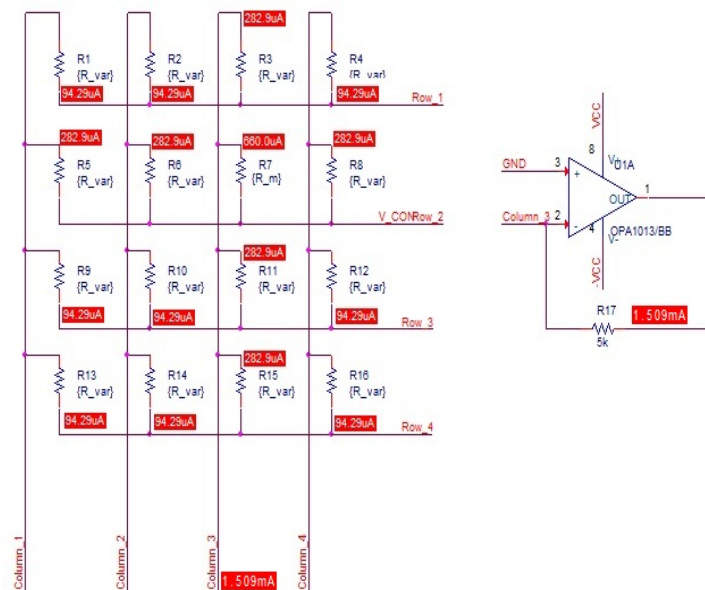 282.9uA
R1 R2 R3 R4
{R_var} {R_var} {R_var} {R_var}
94.29uA 94.29uA 94.29uA Row_1
282.9uA 282.9uA 660.0uA 282.9uA
R5 R6 R7 R8
{R_var} {R_var} {R_m} {R_var}
V_CON Row_2
282.9uA
R9 R10 R11 R12
{R_var} {R_var} {R_var} {R_var}
94.29uA 94.29uA 94.29uA Row_3
282.9uA
R13 R14 R15 R16
{R_var} {R_var} {R_var} {R_var}
94.29uA 94.29uA 94.29uA Row_4
Column_1
Column_2
Column_3
Column_4
1.509mA
VCC
8
GND 3 V+ U1A
+
OUT 1
Column_3 2
-
4 OPA1013/BB
V-
-VCC
R17 1.509mA
5k